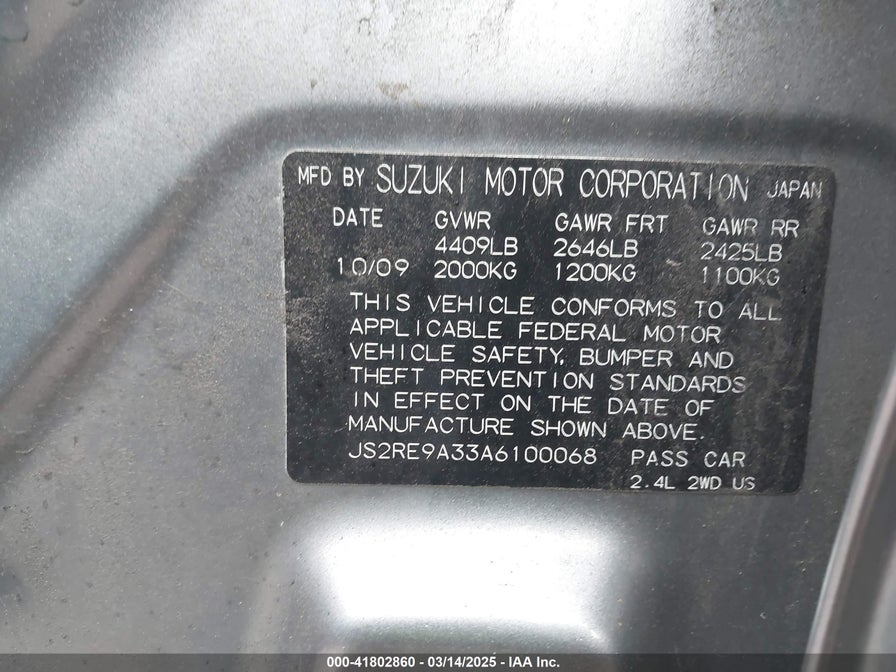 MFD BY SUZUKI MOTOR CORPORATION JAPAN
DATE GVWR GAWR FRT GAWR RR
4409LB 2646LB 2425LB
10/09 2000KG 1200KG 1100KG
THIS VEHICLE CONFORMS TO ALL
APPLICABLE FEDERAL MOTOR
VEHICLE SAFETY, BUMPER AND
THEFT PREVENTION STANDARDS
IN EFFECT ON THE DATE OF
MANUFACTURE SHOWN ABOVE.
JS2RE9A33A6100068 PASS CAR
2.4L 2WD US
000-41802860 - 03/14/2025 - IAA Inc.